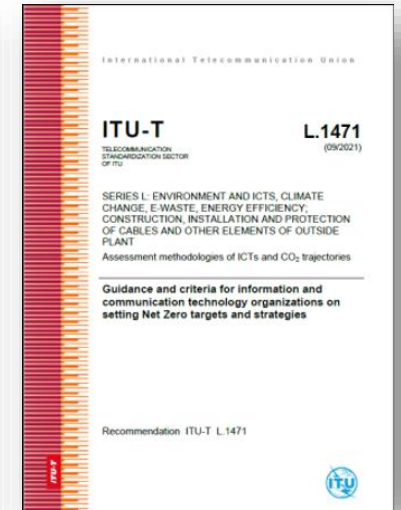 International Telecommunication Union
ITU-T
L.1471
TELECOMMUNICATION
STANDARDIZATION SECTOR
OF ITU
(09/2021)
SERIES L: ENVIRONMENT AND ICTS, CLIMATE
CHANGE, E-WASTE, ENERGY EFFICIENCY;
CONSTRUCTION, INSTALLATION AND PROTECTION
OF CABLES AND OTHER ELEMENTS OF OUTSIDE
PLANT
Assessment methodologies of ICTs and CO₂ trajectories
Guidance and criteria for information and
communication technology organizations on
setting Net Zero targets and strategies
Recommendation ITU-T L.1471
ITU-T
ITU